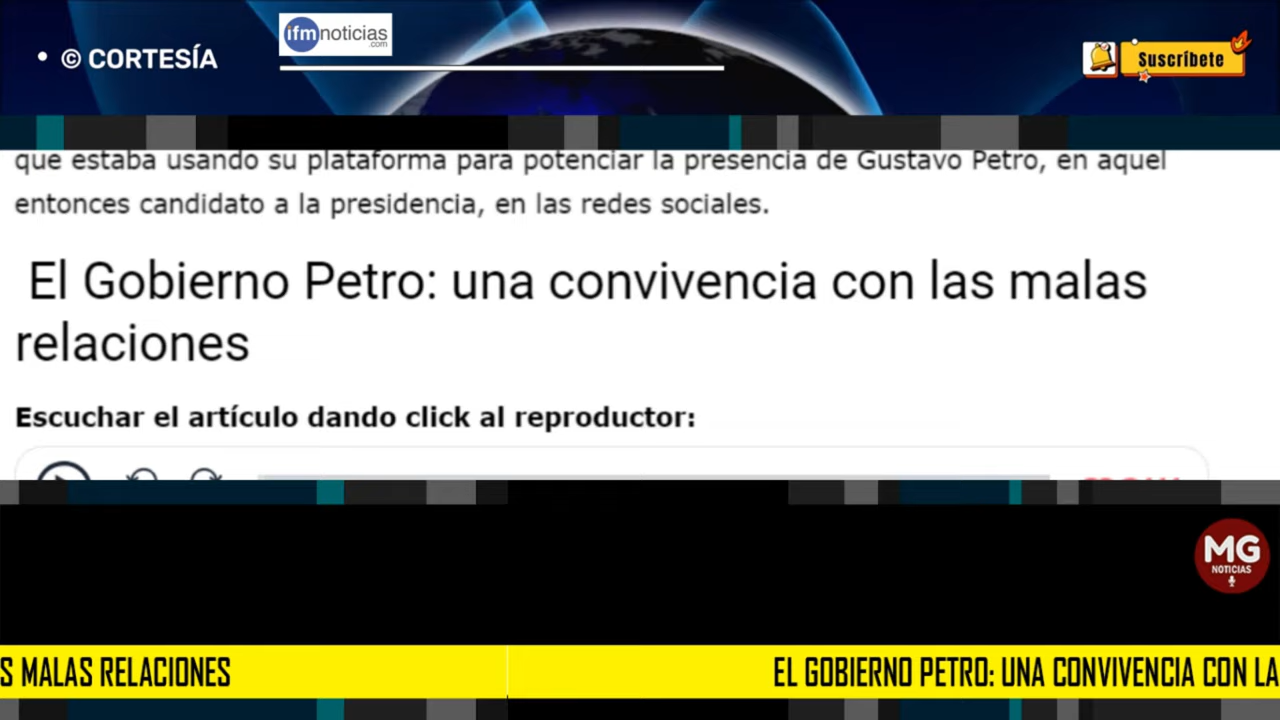 • © CORTESÍA
ifmnoticias
.com
Suscríbete
que estaba usando su plataforma para potenciar la presencia de Gustavo Petro, en aquel
entonces candidato a la presidencia, en las redes sociales.
El Gobierno Petro: una convivencia con las malas
relaciones
Escuchar el artículo dando click al reproductor:
MG
NOTICIAS
S MALAS RELACIONES
EL GOBIERNO PETRO: UNA CONVIVENCIA CON LA